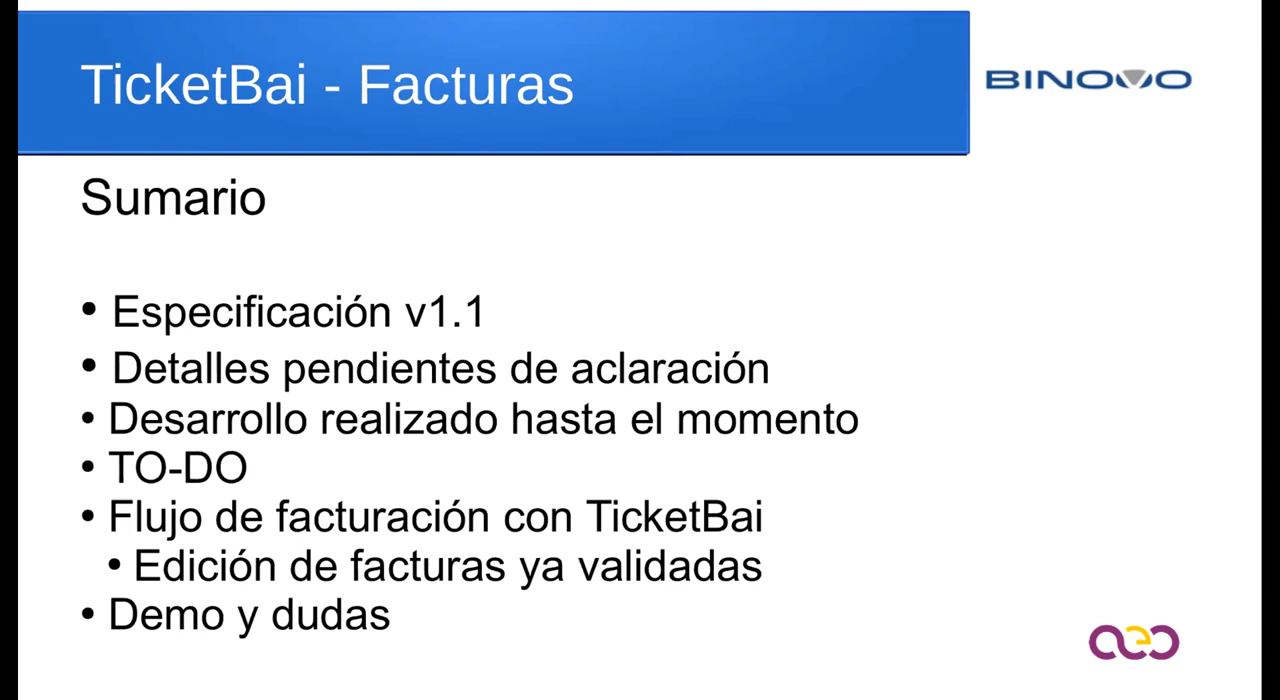 TicketBai - Facturas
BINOVO
Sumario
• Especificación v1.1
• Detalles pendientes de aclaración
• Desarrollo realizado hasta el momento
• TO-DO
• Flujo de facturación con TicketBai
• Edición de facturas ya validadas
• Demo y dudas
aeo